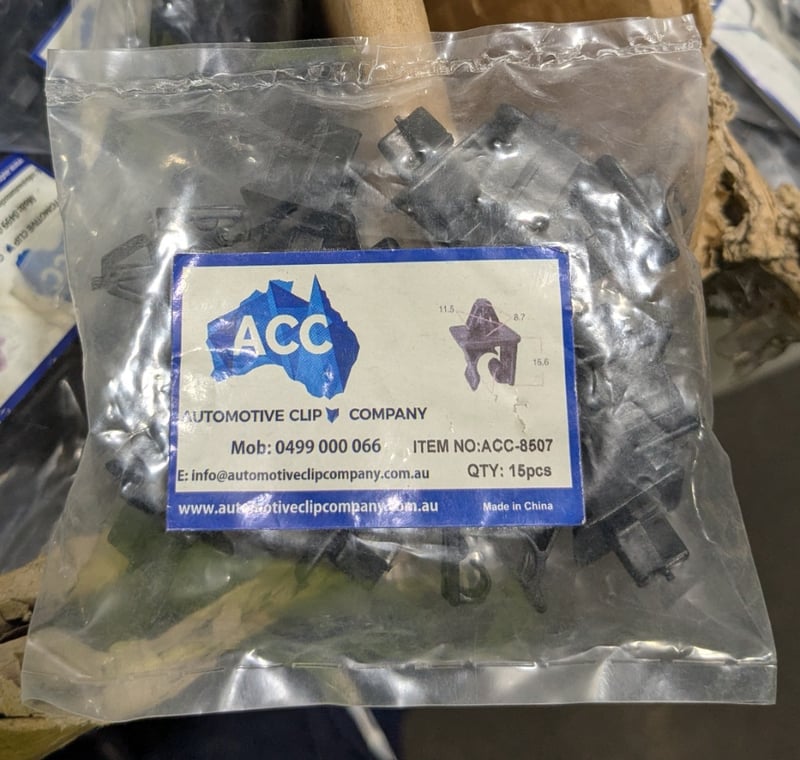 ACC
AUTOMOTIVE CLIP COMPANY
11.5
8.7
15.6
Mob: 0499 000 066
ITEM NO:ACC-8507
E: info@automotiveclipcompany.com.au
QTY: 15pcs
www.automotiveclipcompany.com.au
Made in China